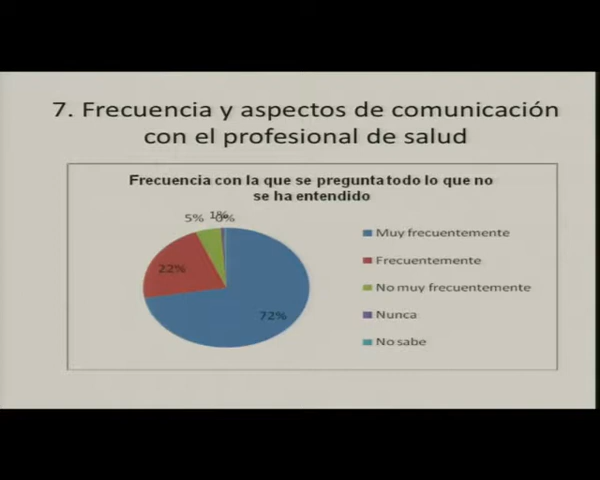 7. Frecuencia y aspectos de comunicación
con el profesional de salud
Frecuencia con la que se pregunta todo lo que no
se ha entendido
5% 1% 0%
22%
72%
Muy frecuentemente
Frecuentemente
No muy frecuentemente
Nunca
No sabe